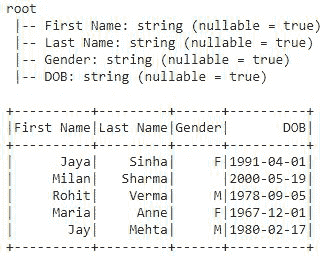 root
 |-- First Name: string (nullable = true)
 |-- Last Name: string (nullable = true)
 |-- Gender: string (nullable = true)
 |-- DOB: string (nullable = true)

+----------+---------+------+----------+
|First Name|Last Name|Gender|       DOB|
+----------+---------+------+----------+
|      Jaya|    Sinha|     F|1991-04-01|
|     Milan|   Sharma|      |2000-05-19|
|     Rohit|    Verma|     M|1978-09-05|
|     Maria|     Anne|     F|1967-12-01|
|       Jay|    Mehta|     M|1980-02-17|
+----------+---------+------+----------+